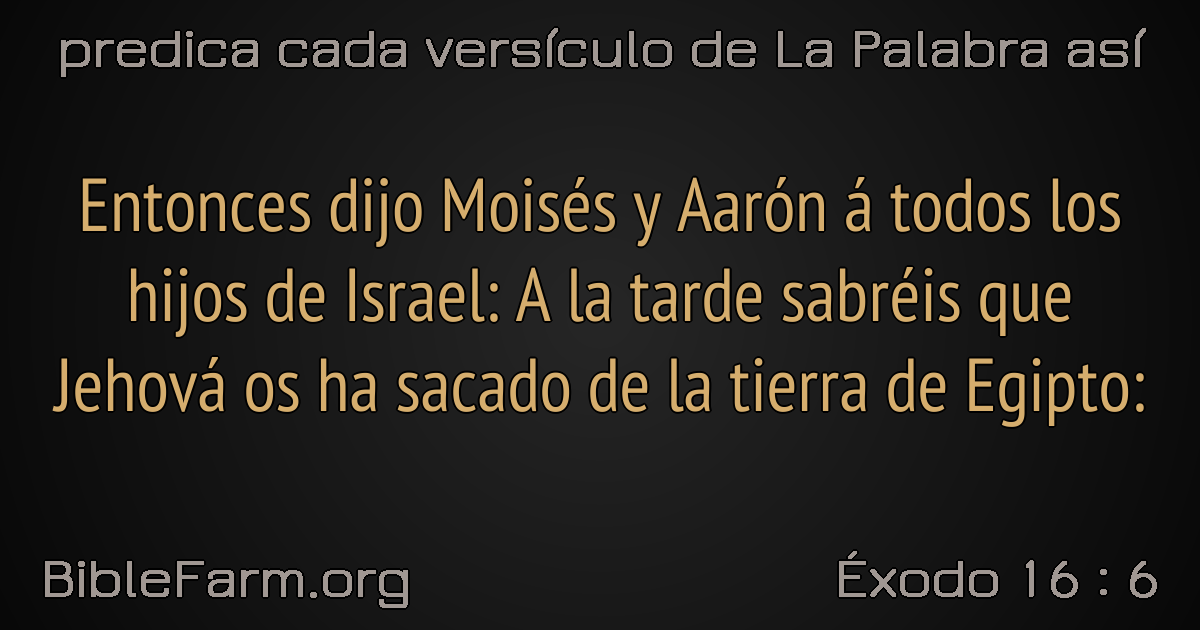 predica cada versículo de La Palabra así
Entonces dijo Moisés y Aarón á todos los
hijos de Israel: A la tarde sabréis que
Jehová os ha sacado de la tierra de Egipto:
BibleFarm.org
Éxodo 16 : 6